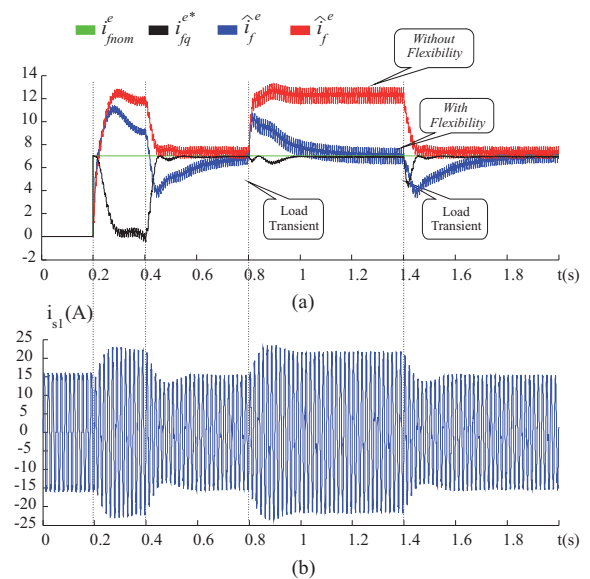 i^e_fnom i^e*_fq î^e_f î^e_f
Without
Flexibility
14
12
10
8
6
4
2
0
-2
With
Flexibility
Load
Transient
Load
Transient
0 0.2 0.4 0.6 0.8 1 1.2 1.4 1.6 1.8 t(s)
(a)
i_s1(A)
25
20
15
10
5
0
-5
-10
-15
-20
-25
0 0.2 0.4 0.6 0.8 1 1.2 1.4 1.6 1.8 t(s)
(b)